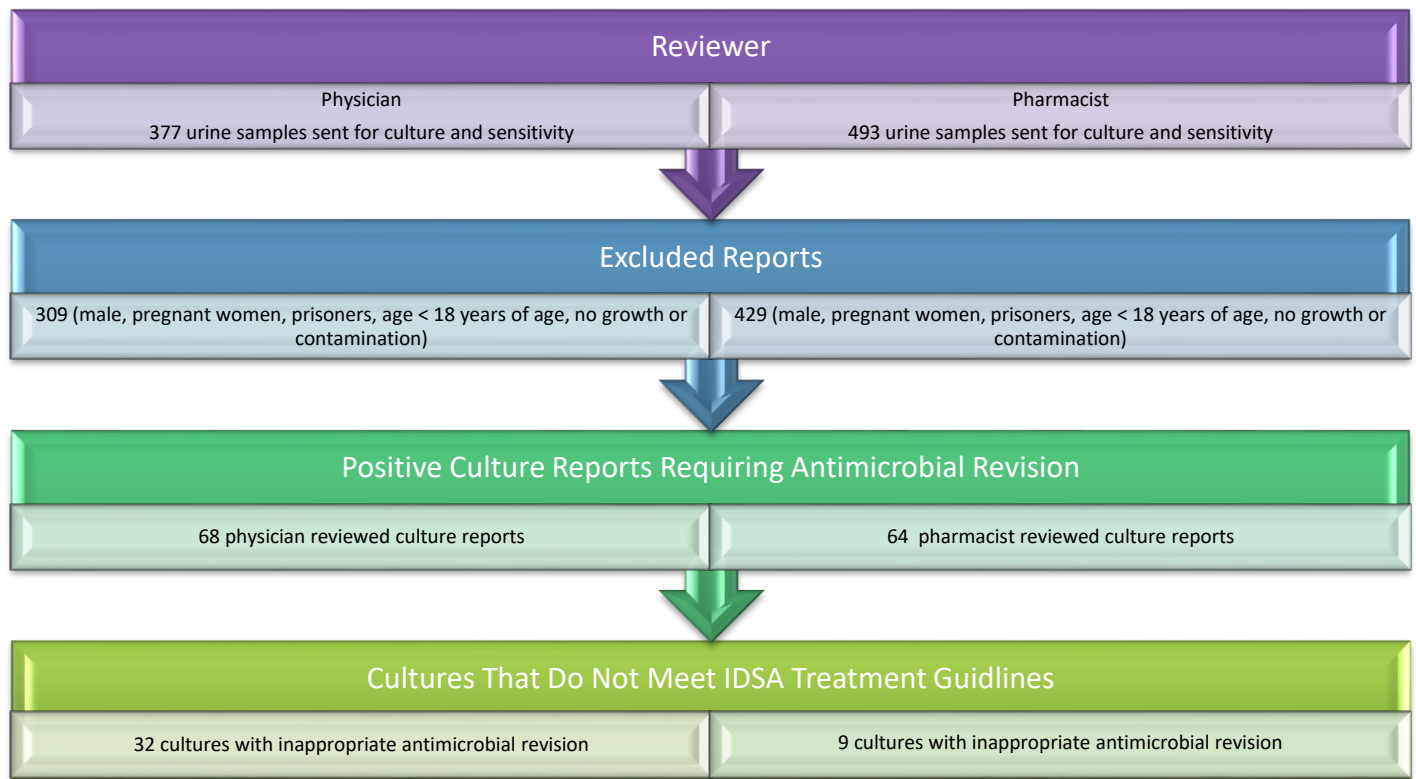 Reviewer
Physician
377 urine samples sent for culture and sensitivity
Pharmacist
493 urine samples sent for culture and sensitivity
Excluded Reports
309 (male, pregnant women, prisoners, age < 18 years of age, no growth or
contamination)
429 (male, pregnant women, prisoners, age < 18 years of age, no growth or
contamination)
Positive Culture Reports Requiring Antimicrobial Revision
68 physician reviewed culture reports
64 pharmacist reviewed culture reports
Cultures That Do Not Meet IDSA Treatment Guidlines
32 cultures with inappropriate antimicrobial revision
9 cultures with inappropriate antimicrobial revision